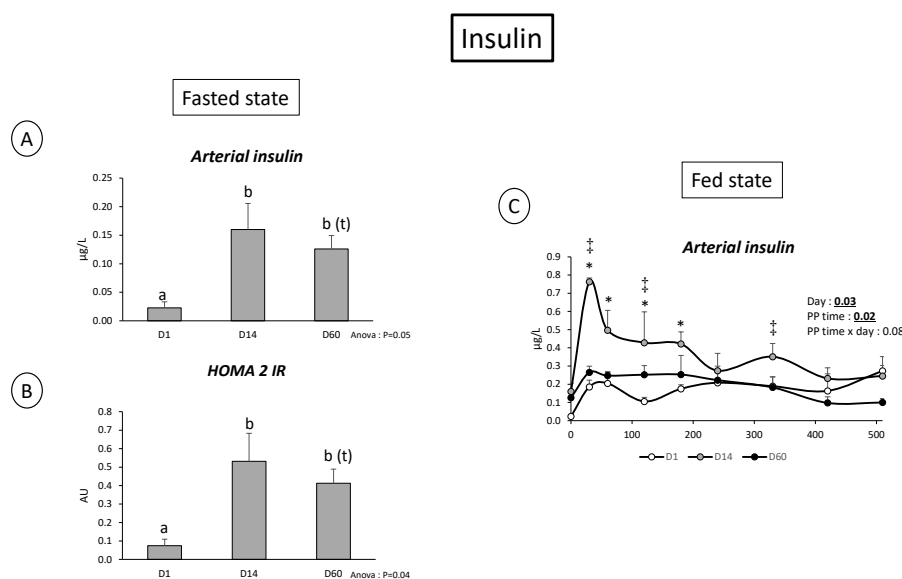 Insulin
Fasted state
A
Arterial insulin
0.25
0.20
0.15
0.10
0.05
0.00
µg/L
a
b
b (t)
D1
D14
D60
Anova : P=0.05
B
HOMA 2 IR
0.7
0.6
0.5
0.4
0.3
0.2
0.1
0.0
AU
a
b
b (t)
D1
D14
D60
Anova : P=0.04
Fed state
C
Arterial insulin
0.9
0.8
0.7
0.6
0.5
0.4
0.3
0.2
0.1
0.0
µg/L
‡
*
*
‡
*
*
‡
Day : 0.03
PP time : 0.02
PP time x day : 0.08
0
100
200
300
400
500
D1
D14
D60